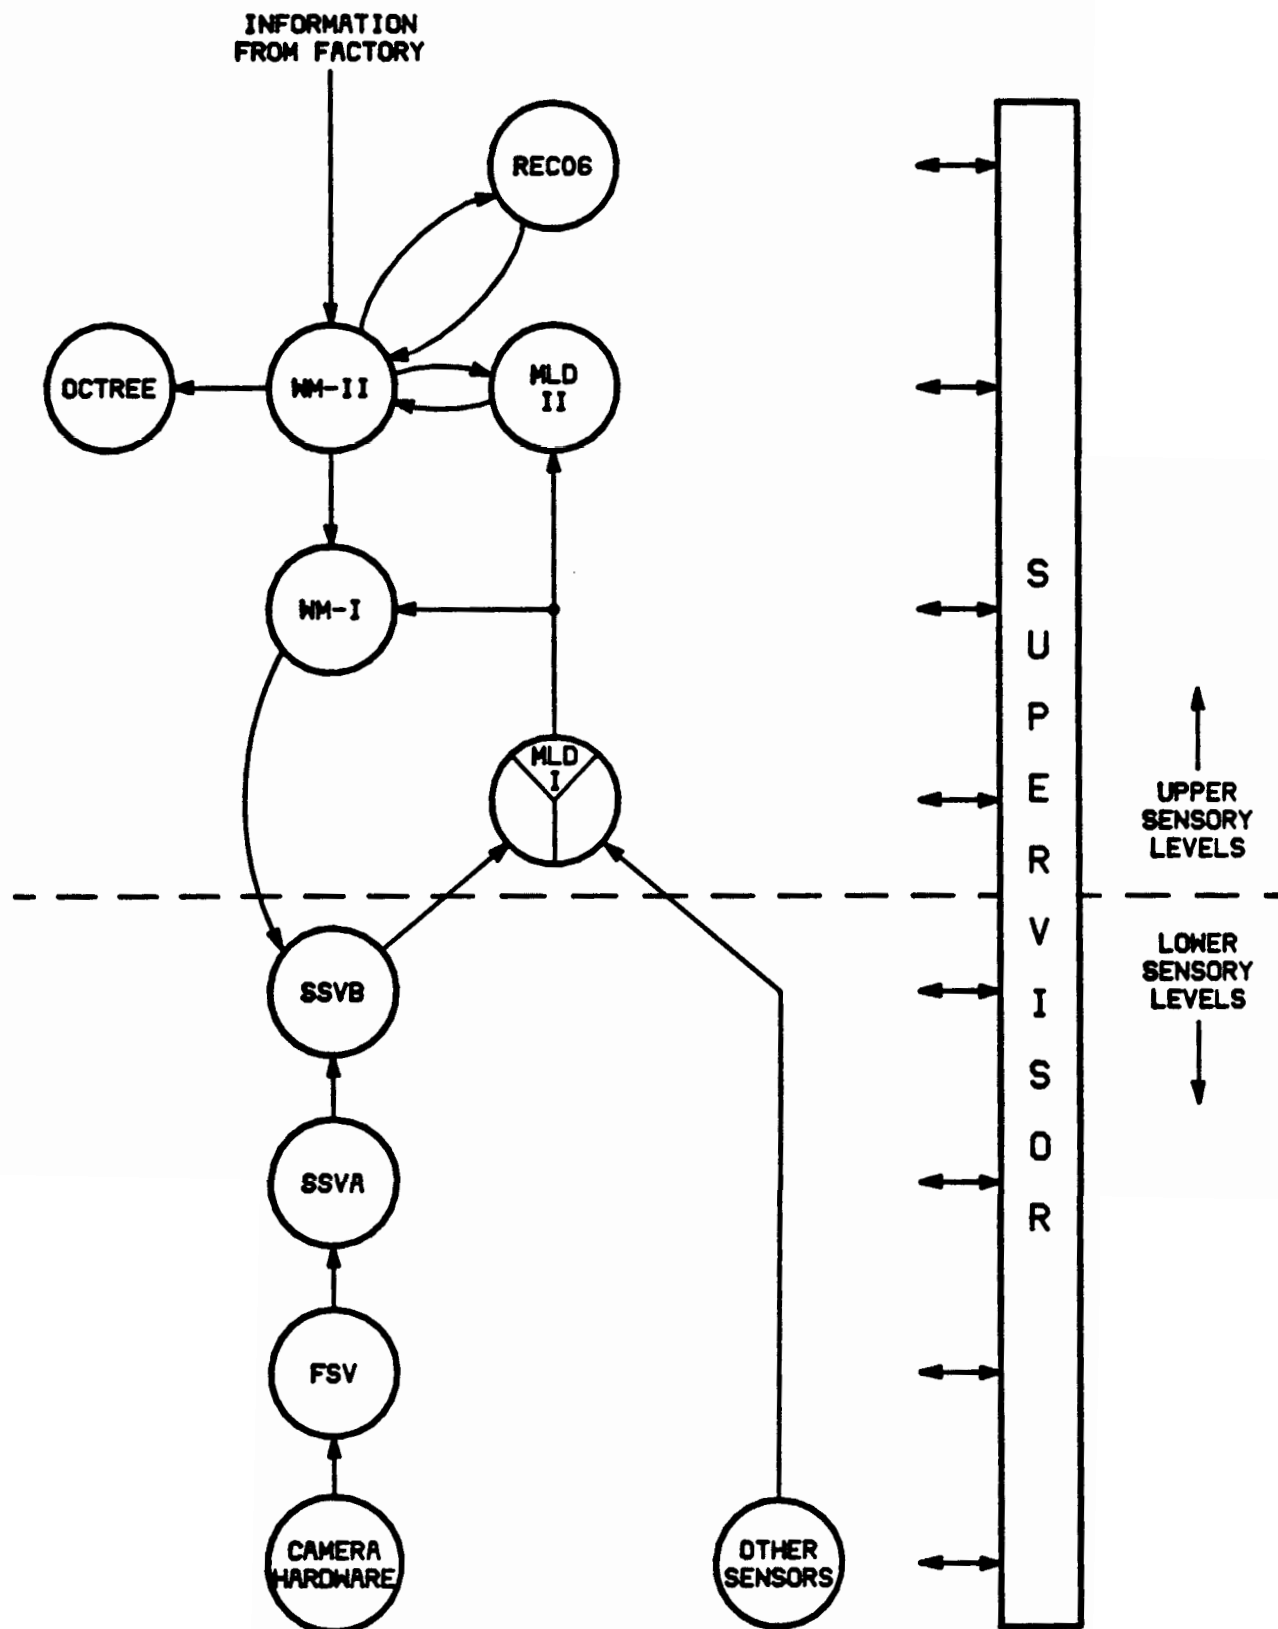 INFORMATION
FROM FACTORY
RECOG
OCTREE
WM-II
MLD
II
WM-I
MLD
I
SUPERVISOR
UPPER
SENSORY
LEVELS
LOWER
SENSORY
LEVELS
SSVB
SSVA
FSV
CAMERA
HARDWARE
OTHER
SENSORS